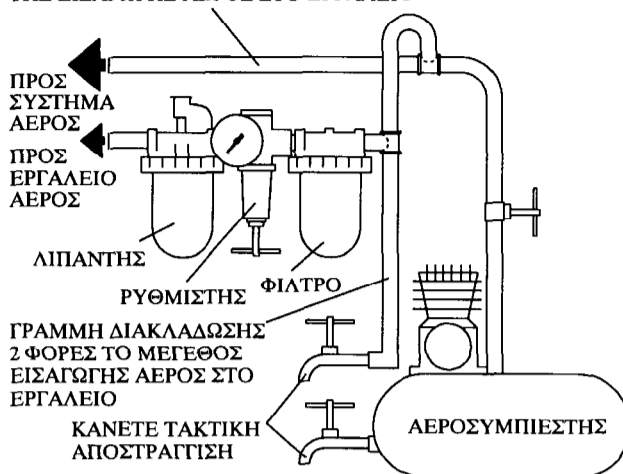 ΠΡΟΣ
ΣΥΣΤΗΜΑ
ΑΕΡΟΣ
ΠΡΟΣ
ΕΡΓΑΛΕΙΟ
ΑΕΡΟΣ
ΛΙΠΑΝΤΗΣ
ΡΥΘΜΙΣΤΗΣ
ΦΙΛΤΡΟ
ΓΡΑΜΜΗ ΔΙΑΚΛΑΔΩΣΗΣ
2 ΦΟΡΕΣ ΤΟ ΜΕΓΕΘΟΣ
ΕΙΣΑΓΩΓΗΣ ΑΕΡΟΣ ΣΤΟ
ΕΡΓΑΛΕΙΟ
ΚΑΝΕΤΕ ΤΑΚΤΙΚΗ
ΑΠΟΣΤΡΑΓΓΙΣΗ
ΑΕΡΟΣΥΜΠΙΕΣΤΗΣ